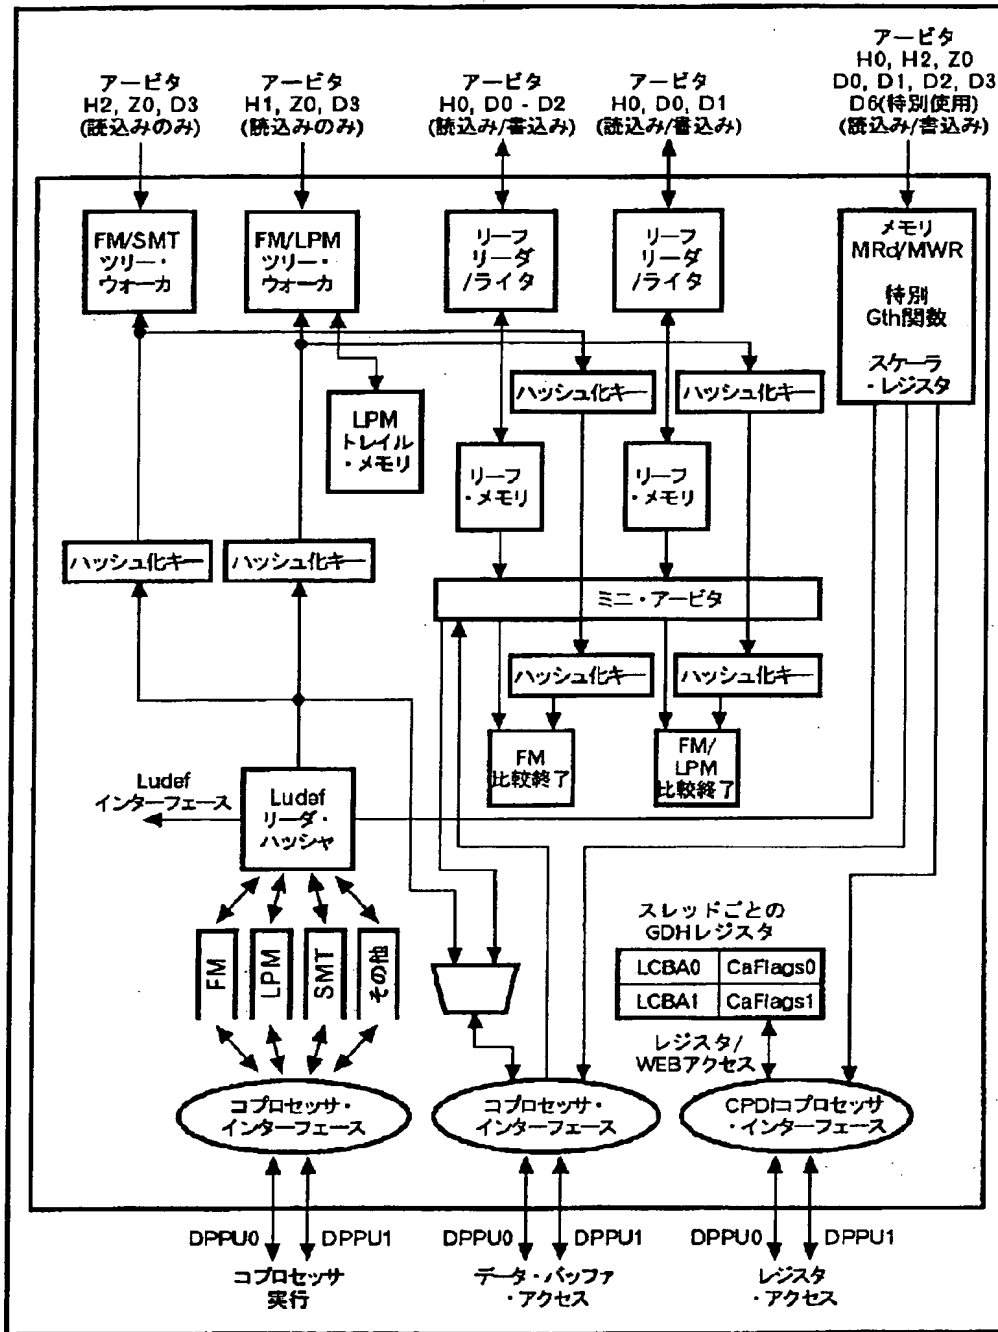 アービタ
H2, Z0, D3
(読込みのみ)
アービタ
H1, Z0, D3
(読込みのみ)
アービタ
H0, D0 - D2
(読込み/書込み)
アービタ
H0, D0, D1
(読込み/書込み)
アービタ
H0, H2, Z0
D0, D1, D2, D3
D6(特別使用)
(読込み/書込み)
FM/SMT
ツリー・
ウォーカ
FM/LPM
ツリー・
ウォーカ
リーフ
リーダ
/ライタ
リーフ
リーダ
/ライタ
メモリ
MRd/MWR
特別
Gth関数
スケーラ
・レジスタ
ハッシュ化キー
ハッシュ化キー
LPM
トレイル
・メモリ
リーフ
・メモリ
リーフ
・メモリ
ハッシュ化キー
ハッシュ化キー
ミニ・アービタ
ハッシュ化キー
ハッシュ化キー
FM
比較終了
FM/
LPM
比較終了
Ludef
インターフェース
Ludef
リーダ・
ハッシャ
FM
LPM
SMT
その他
スレッドごとの
GDHレジスタ
LCBA0
CaFlags0
LCBA1
CaFlags1
レジスタ/
WEBアクセス
コプロセッサ・
インターフェース
コプロセッサ・
インターフェース
CPDIコプロセッサ
・インターフェース
DPPU0
DPPU1
コプロセッサ
実行
DPPU0
DPPU1
データ・バッファ
・アクセス
DPPU0
DPPU1
レジスタ
・アクセス